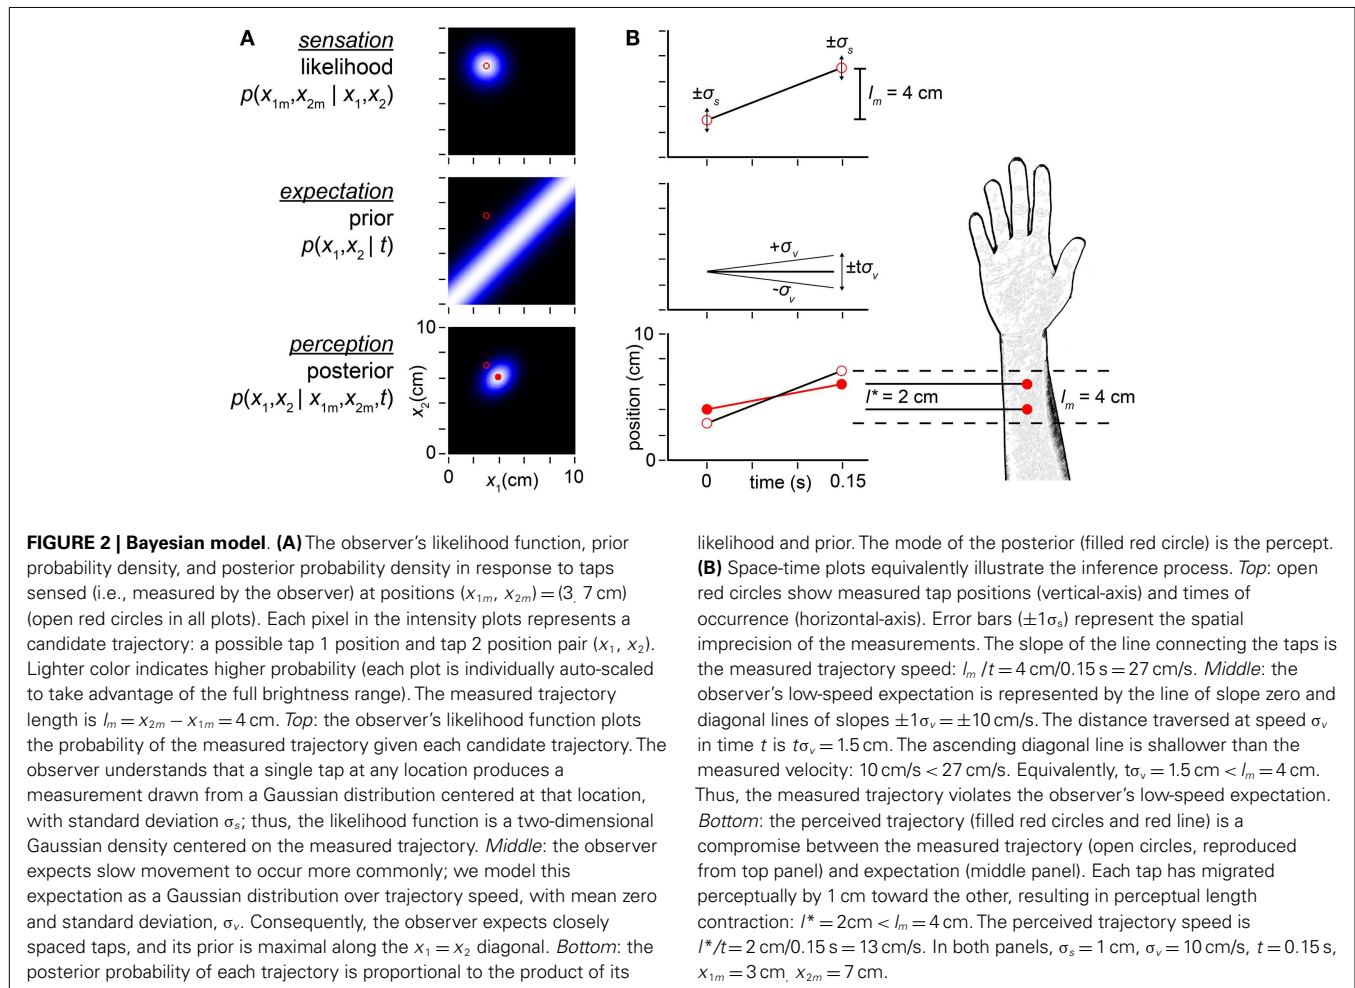 A
sensation
likelihood
p(x1m,x2m | x1,x2)
expectation
prior
p(x1,x2 | t)
perception
posterior
p(x1,x2 | x1m,x2m,t)
10
x2(cm)
0
0
x1(cm)
10
B
±σs
±σs
lm = 4 cm
+σv
±tσv
-σv
10
position (cm)
0
0
time (s)
0.15
l* = 2 cm
lm = 4 cm
FIGURE 2 | Bayesian model. (A) The observer's likelihood function, prior
probability density, and posterior probability density in response to taps
sensed (i.e., measured by the observer) at positions (x1m, x2m) = (3, 7 cm)
(open red circles in all plots). Each pixel in the intensity plots represents a
candidate trajectory: a possible tap 1 position and tap 2 position pair (x1, x2).
Lighter color indicates higher probability (each plot is individually auto-scaled
to take advantage of the full brightness range). The measured trajectory
length is lm = x2m − x1m = 4 cm. Top: the observer's likelihood function plots
the probability of the measured trajectory given each candidate trajectory. The
observer understands that a single tap at any location produces a
measurement drawn from a Gaussian distribution centered at that location,
with standard deviation σs; thus, the likelihood function is a two-dimensional
Gaussian density centered on the measured trajectory. Middle: the observer
expects slow movement to occur more commonly; we model this
expectation as a Gaussian distribution over trajectory speed, with mean zero
and standard deviation, σv. Consequently, the observer expects closely
spaced taps, and its prior is maximal along the x1 = x2 diagonal. Bottom: the
posterior probability of each trajectory is proportional to the product of its
likelihood and prior. The mode of the posterior (filled red circle) is the percept.
(B) Space-time plots equivalently illustrate the inference process. Top: open
red circles show measured tap positions (vertical-axis) and times of
occurrence (horizontal-axis). Error bars (±1σs) represent the spatial
imprecision of the measurements. The slope of the line connecting the taps is
the measured trajectory speed: lm /t = 4 cm/0.15 s = 27 cm/s. Middle: the
observer's low-speed expectation is represented by the line of slope zero and
diagonal lines of slopes ±1σv = ±10 cm/s. The distance traversed at speed σv
in time t is tσv = 1.5 cm. The ascending diagonal line is shallower than the
measured velocity: 10 cm/s < 27 cm/s. Equivalently, tσv = 1.5 cm < lm = 4 cm.
Thus, the measured trajectory violates the observer's low-speed expectation.
Bottom: the perceived trajectory (filled red circles and red line) is a
compromise between the measured trajectory (open circles, reproduced
from top panel) and expectation (middle panel). Each tap has migrated
perceptually by 1 cm toward the other, resulting in perceptual length
contraction: l* = 2cm < lm = 4 cm. The perceived trajectory speed is
l*/t = 2 cm/0.15 s = 13 cm/s. In both panels, σs = 1 cm, σv = 10 cm/s, t = 0.15 s,
x1m = 3 cm, x2m = 7 cm.